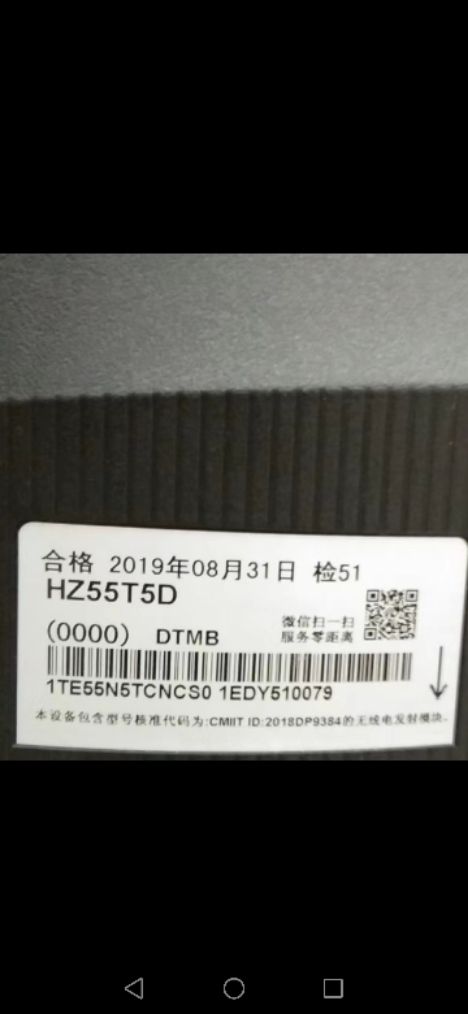 合格 2019年08月31日 检51
HZ55T5D
(0000) DTMB
微信扫一扫
服务零距离
1TE55N5TCNCS0 1EDY510079
本设备包含型号核准代码为:CMIIT ID:2018DP9384的无线电发射模块。